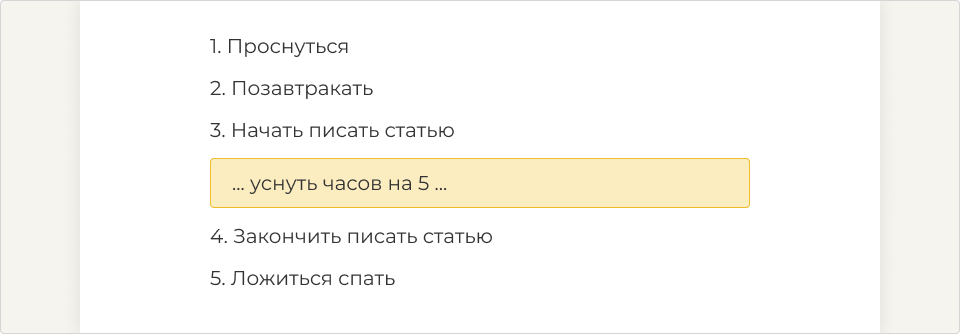 1. Проснуться
2. Позавтракать
3. Начать писать статью
... уснуть часов на 5 ...
4. Закончить писать статью
5. Ложиться спать